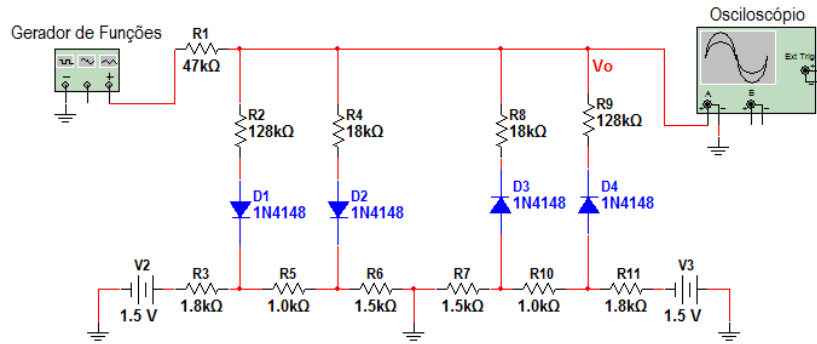 Gerador de Funções
R1
47kΩ
Osciloscópio
Ext Trig
A
B
Vo
R2
128kΩ
R4
18kΩ
R8
18kΩ
R9
128kΩ
D1
1N4148
D2
1N4148
D3
1N4148
D4
1N4148
V2
1.5 V
R3
1.8kΩ
R5
1.0kΩ
R6
1.5kΩ
R7
1.5kΩ
R10
1.0kΩ
R11
1.8kΩ
V3
1.5 V